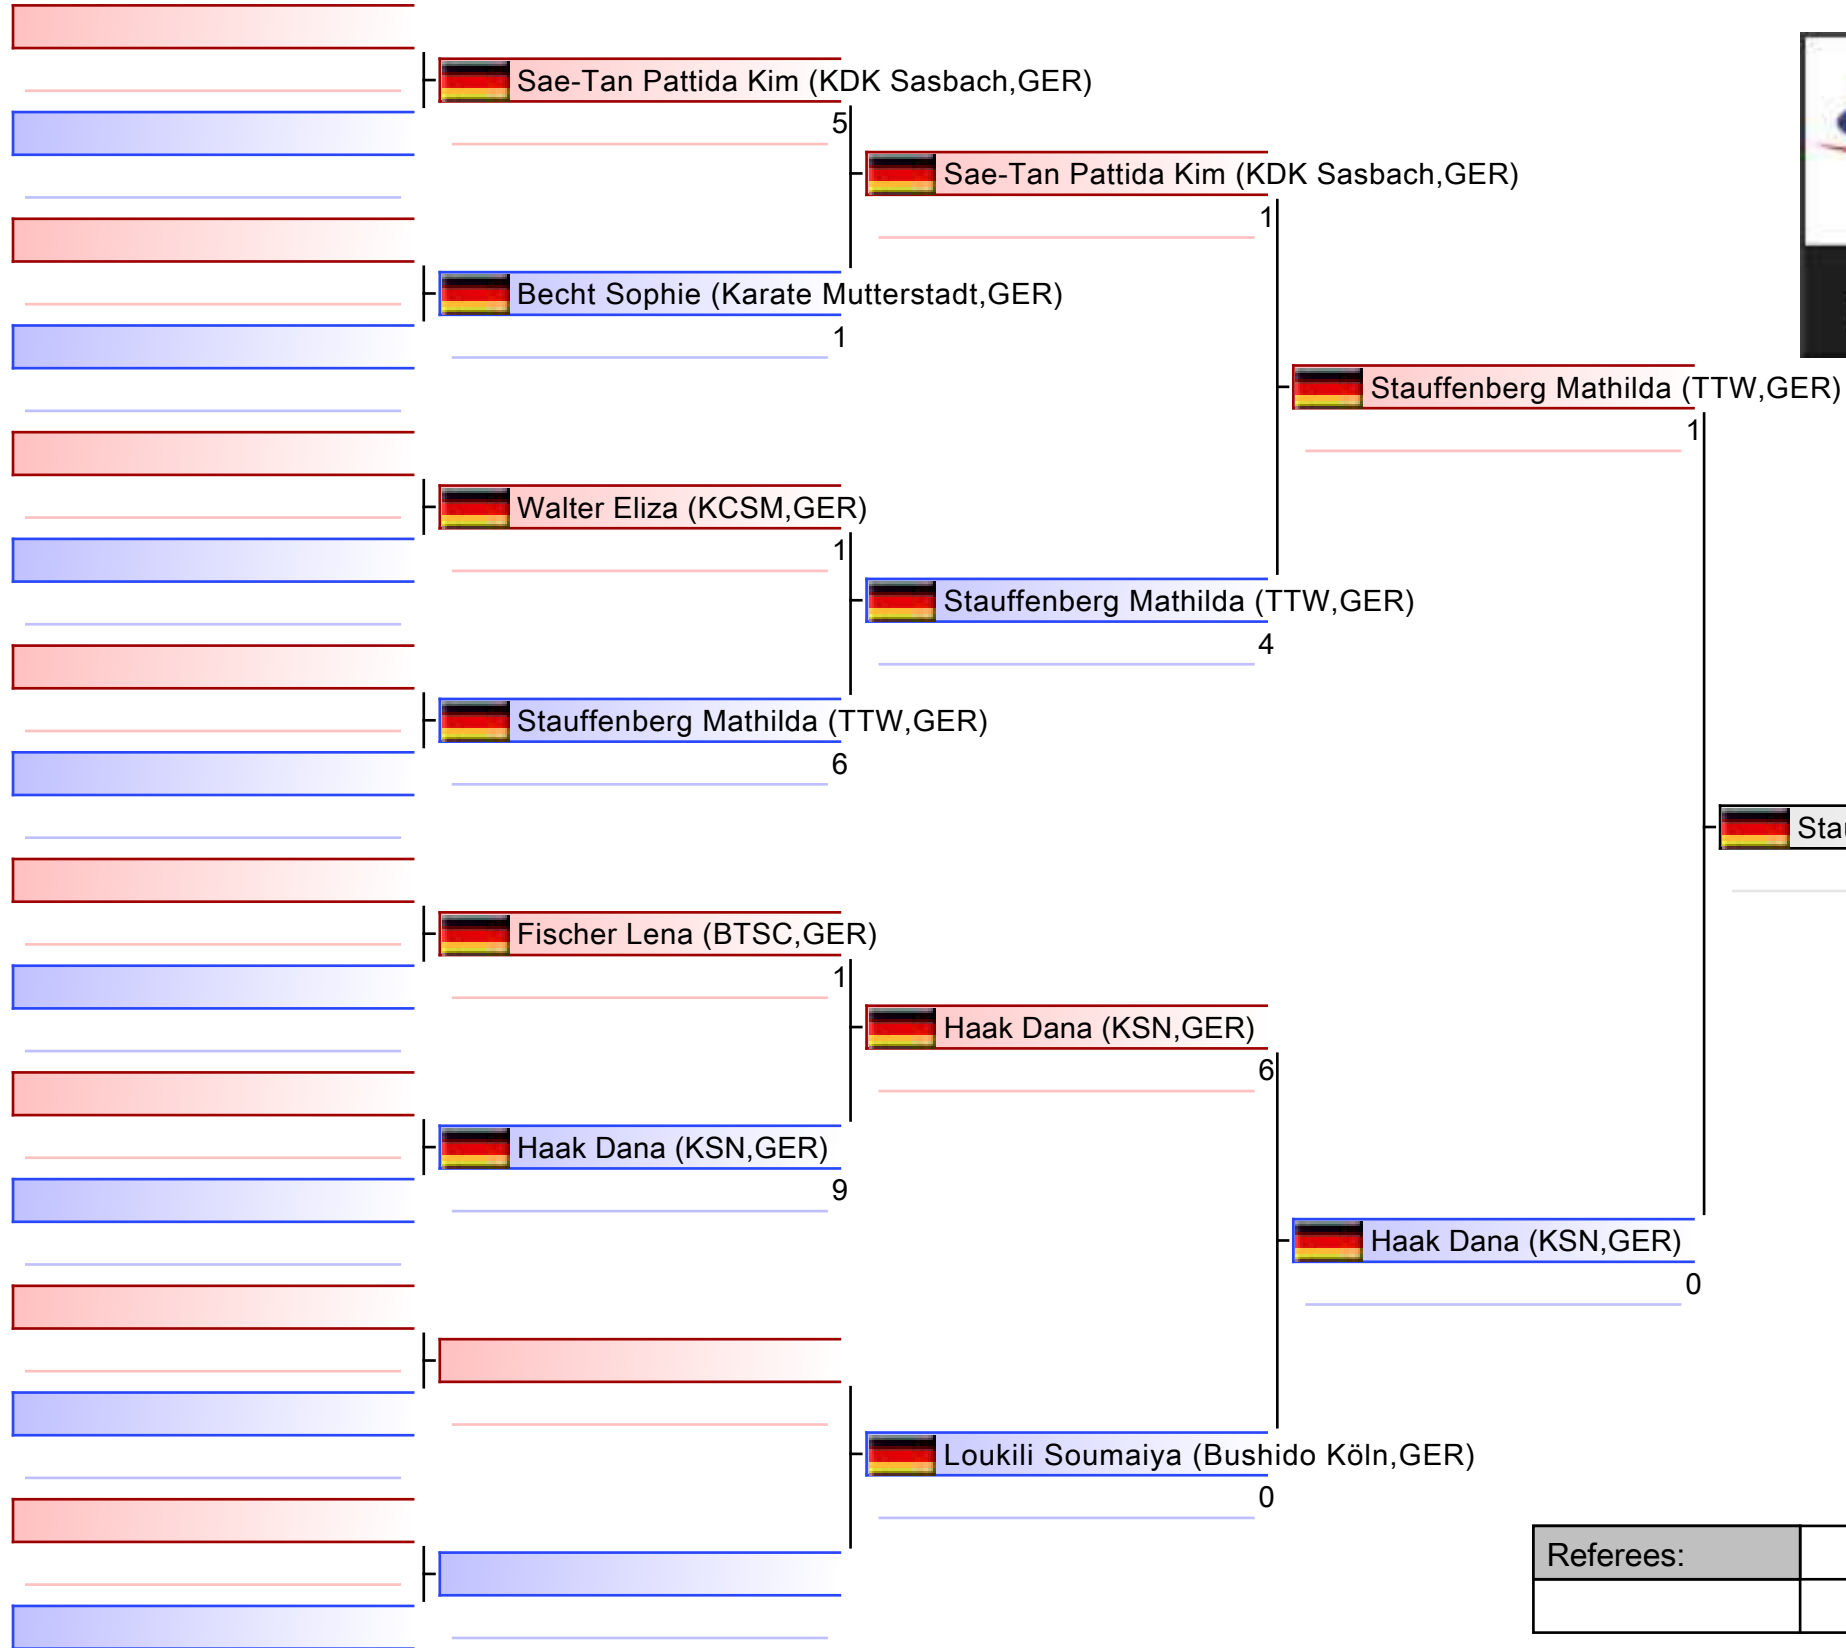 Sae-Tan Pattida Kim (KDK Sasbach,GER)
5
Sae-Tan Pattida Kim (KDK Sasbach,GER)
1
Becht Sophie (Karate Mutterstadt,GER)
1
Stauffenberg Mathilda (TTW,GER)
1
Walter Eliza (KCSM,GER)
1
Stauffenberg Mathilda (TTW,GER)
4
Stauffenberg Mathilda (TTW,GER)
6
Fischer Lena (BTSC,GER)
1
Haak Dana (KSN,GER)
6
Haak Dana (KSN,GER)
9
Haak Dana (KSN,GER)
0
Loukili Soumaiya (Bushido Köln,GER)
0
Referees: